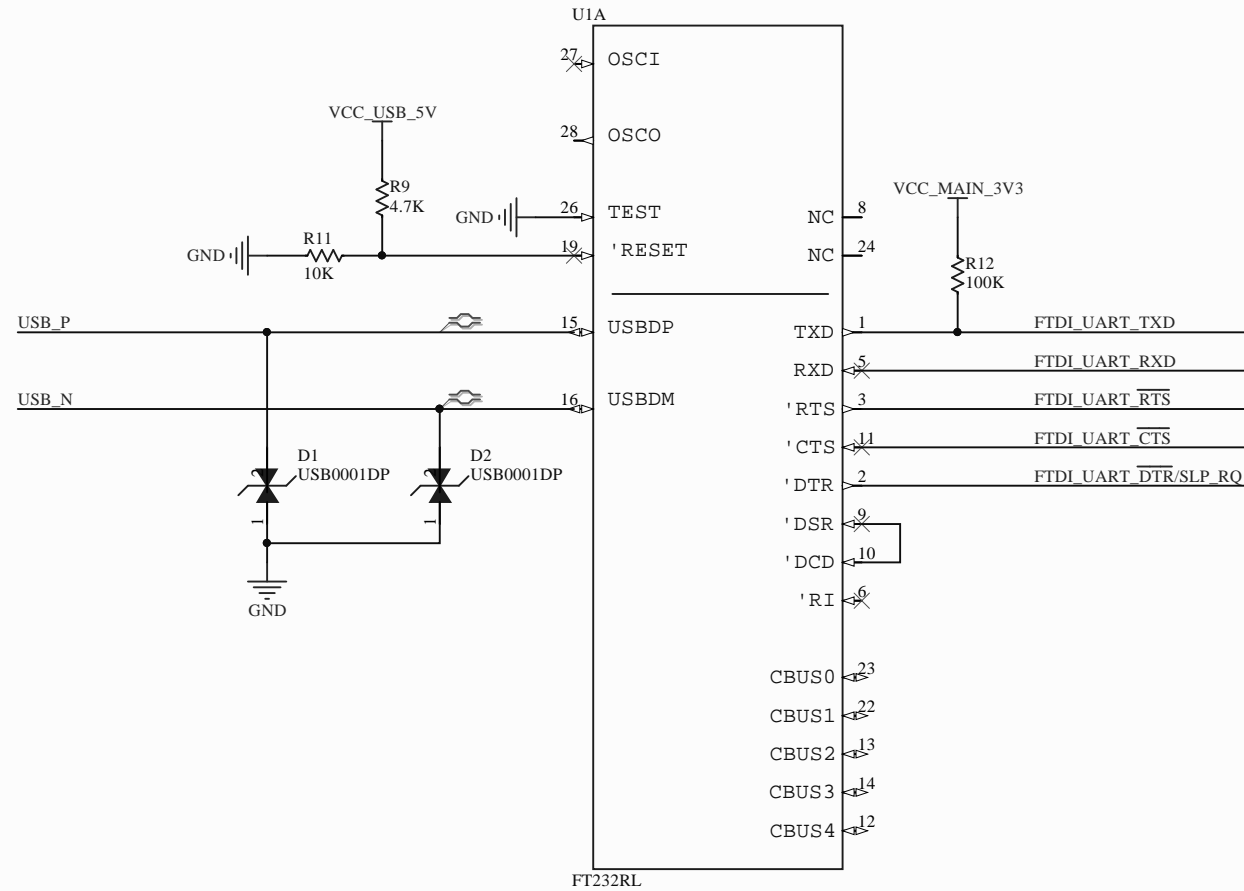 U1A
27
OSCI
VCC_USB_5V
28
OSCO
R9
4.7K
VCC_MAIN_3V3
GND
26
TEST
NC
8
GND
R11
10K
19
'RESET
NC
24
R12
100K
USB_P
15
USBDP
TXD
1
FTDI_UART_TXD
RXD
5
FTDI_UART_RXD
USB_N
16
USBDM
'RTS
3
FTDI_UART_RTS
'CTS
11
FTDI_UART_CTS
D1
USB0001DP
2
1
D2
USB0001DP
2
1
'DTR
2
FTDI_UART_DTR/SLP_RQ
'DSR
9
'DCD
10
'RI
6
GND
CBUS0
23
CBUS1
22
CBUS2
13
CBUS3
14
CBUS4
12
FT232RL